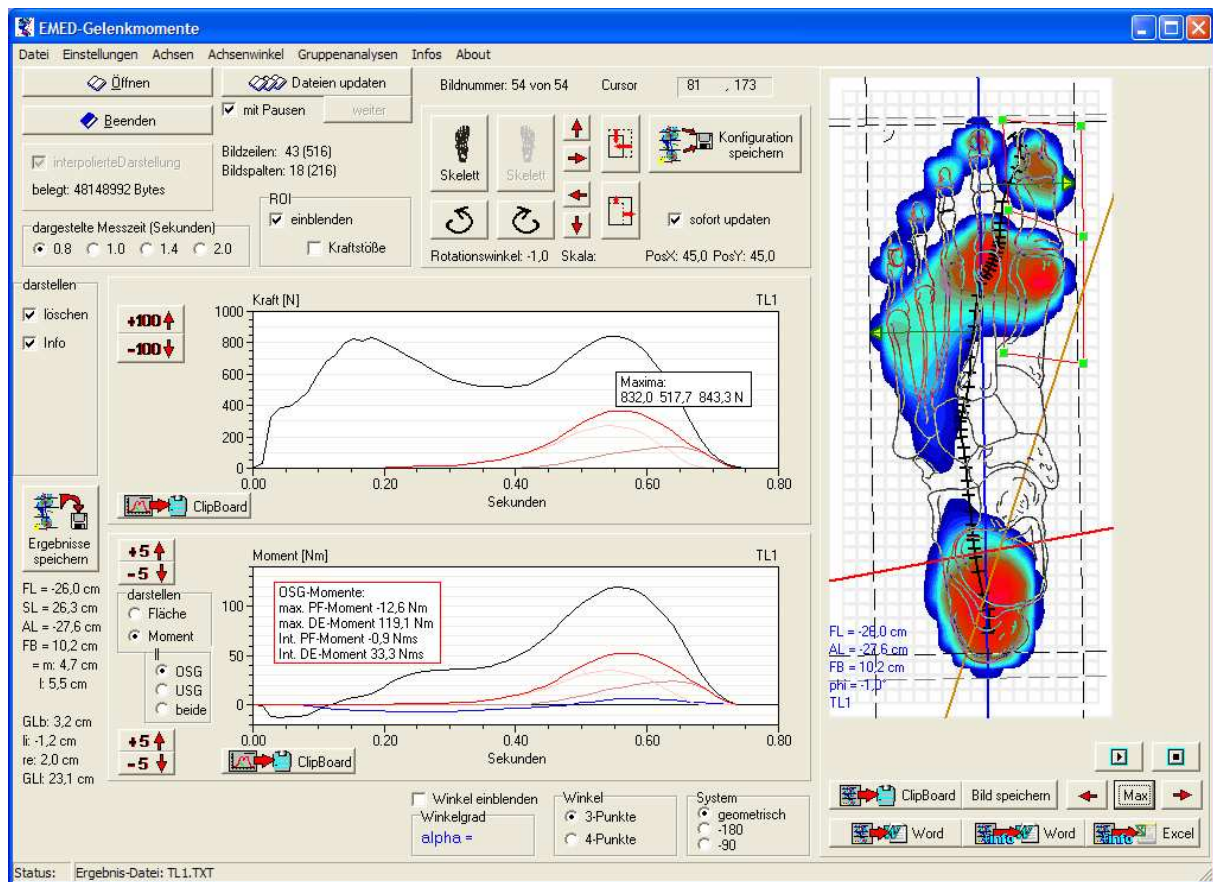 EMED-Gelenkmomente
Datei Einstellungen Achsen Achsenwinkel Gruppenanalysen Infos About
Öffnen
Dateien updaten
Bildnummer: 54 von 54 Cursor 81 , 173
mit Pausen
weiter
Beenden
Skelett
Skelett
Konfiguration
speichern
interpolierteDarstellung
belegt: 48148992 Bytes
Bildzeilen: 43 (516)
Bildspalten: 18 (216)
ROI
einblenden
Kraftstöße
sofort updaten
dargestelte Messzeit (Sekunden)
0.8 1.0 1.4 2.0
Rotationswinkel: -1,0 Skala: PosX: 45,0 PosY: 45,0
darstellen
löschen
Info
+100
-100
Kraft [N] TL1
1000
800
600
400
200
0
Maxima:
832,0 517,7 843,3 N
0.00 0.20 0.40 0.60 0.80
Sekunden
ClipBoard
Ergebnisse
speichern
FL = -26,0 cm
SL = 26,3 cm
AL = -27,6 cm
FB = 10,2 cm
= m: 4,7 cm
l: 5,5 cm
GLb: 3,2 cm
li: -1,2 cm
re: 2,0 cm
GLl: 23,1 cm
+5
-5
darstellen
Fläche
Moment
OSG
USG
beide
+5
-5
Moment [Nm] TL1
100
50
0
OSG-Momente:
max. PF-Moment -12,6 Nm
max. DE-Moment 119,1 Nm
Int. PF-Moment -0,9 Nms
Int. DE-Moment 33,3 Nms
0.00 0.20 0.40 0.60 0.80
Sekunden
ClipBoard
Winkel einblenden
Winkelgrad
alpha =
Winkel
3-Punkte
4-Punkte
System
geometrisch
-180
-90
FL = -26,0 cm
AL = -27,6 cm
FB = 10,2 cm
phi = -1,0°
TL1
ClipBoard
Bild speichern
Max
Word
info Word
info Excel
Status: Ergebnis-Datei: TL1.TXT